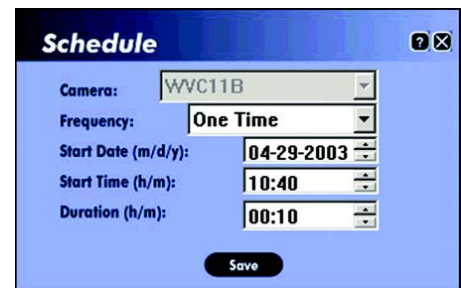 Schedule
Camera: WVC11B
Frequency: One Time
Start Date (m/d/y): 04-29-2003
Start Time (h/m): 10:40
Duration (h/m): 00:10
Save